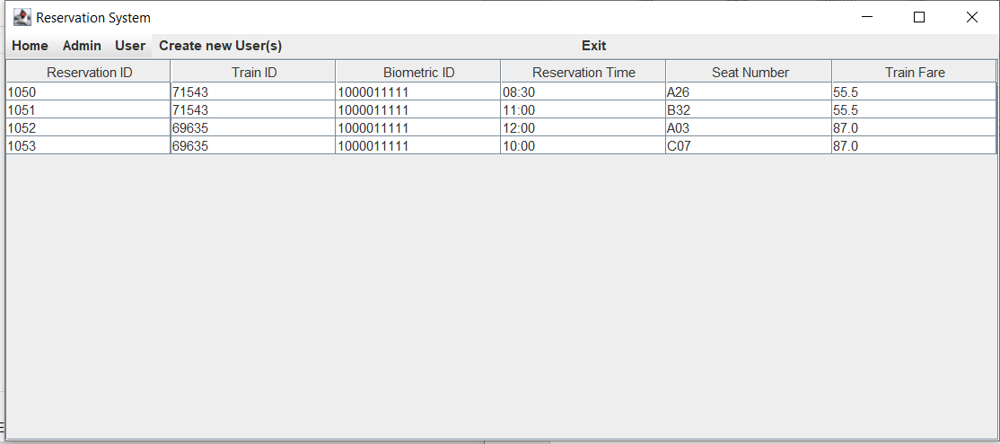 Reservation System
Home Admin User Create new User(s) Exit
Reservation ID Train ID Biometric ID Reservation Time Seat Number Train Fare
1050 71543 1000011111 08:30 A26 55.5
1051 71543 1000011111 11:00 B32 55.5
1052 69635 1000011111 12:00 A03 87.0
1053 69635 1000011111 10:00 C07 87.0